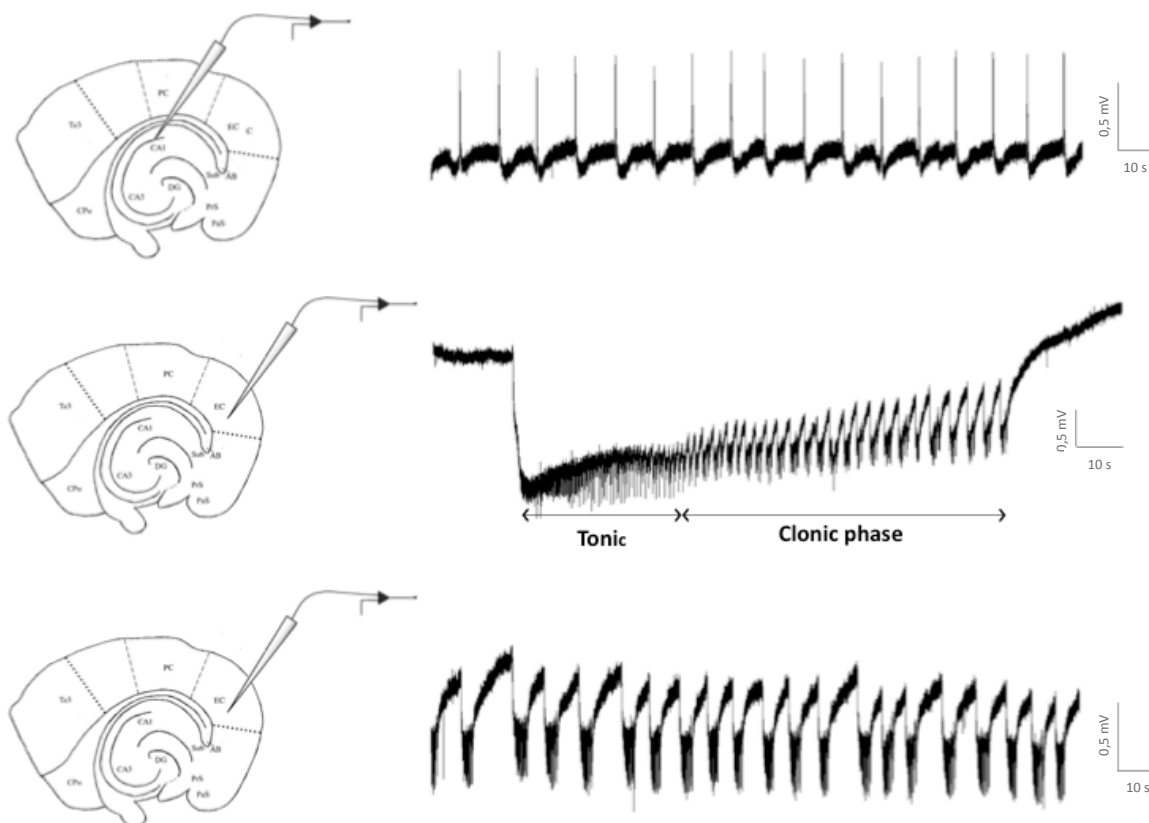 PC
Te3
EC
C
CA1
Sub
AB
DG
CA3
PrS
CPu
PaS
0,5 mV
10 s
PC
Te3
EC
CA1
Sub
AB
DG
CA3
PrS
CPu
PaS
0,5 mV
10 s
Tonic
Clonic phase
PC
Te3
EC
CA1
Sub
AB
DG
CA3
PrS
CPu
PaS
0,5 mV
10 s